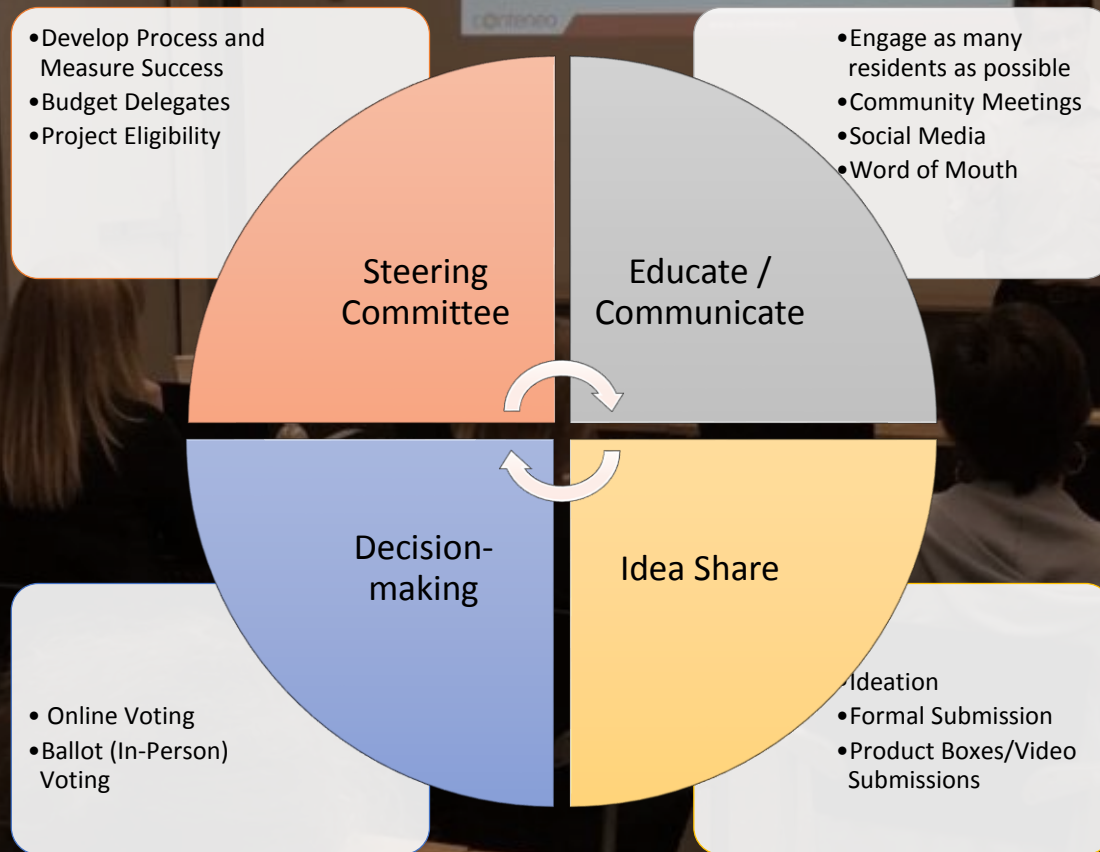 conteneo
•Develop Process and
Measure Success
•Budget Delegates
•Project Eligibility
•Engage as many
residents as possible
•Community Meetings
•Social Media
•Word of Mouth
Steering
Committee
Educate /
Communicate
Decision-
making
Idea Share
• Online Voting
•Ballot (In-Person)
Voting
•Ideation
•Formal Submission
•Product Boxes/Video
Submissions